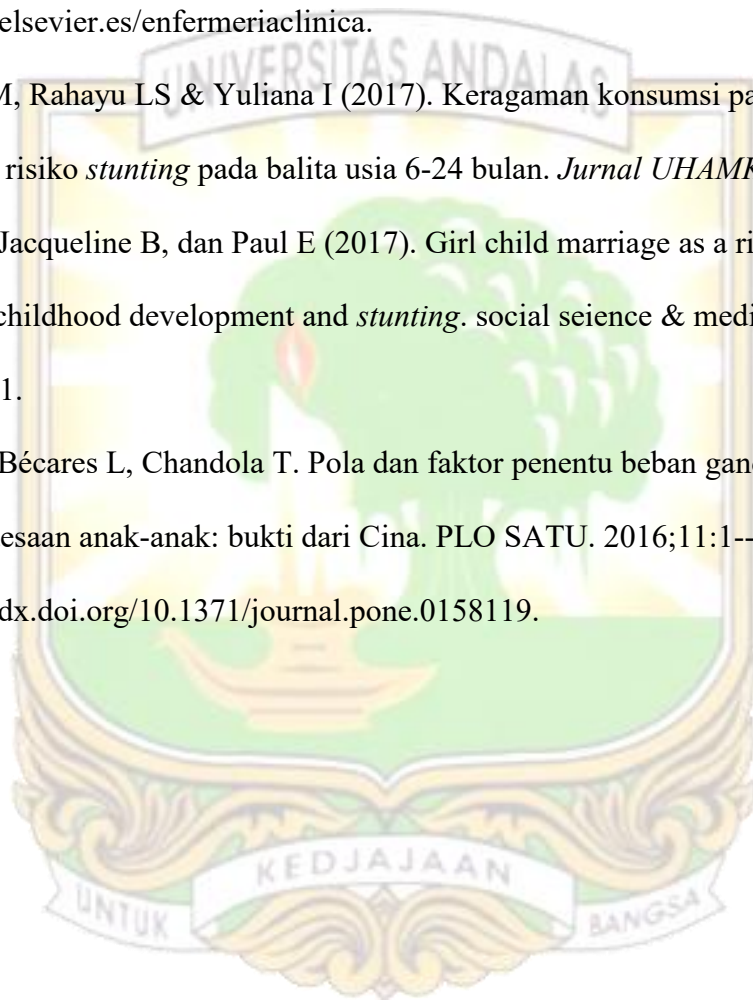 elsevier.es/enfermeriaclinica.
UNIVERSITAS ANDALAS
M, Rahayu LS & Yuliana I (2017). Keragaman konsumsi pa
risiko stunting pada balita usia 6-24 bulan. Jurnal UHAMK
Jacqueline B, dan Paul E (2017). Girl child marriage as a ri
childhood development and stunting. social seience & medi
1.
Bécares L, Chandola T. Pola dan faktor penentu beban gand
esaan anak-anak: bukti dari Cina. PLO SATU. 2016;11:1--
dx.doi.org/10.1371/journal.pone.0158119.
KEDJAJAAN
UNTUK
BANGSA